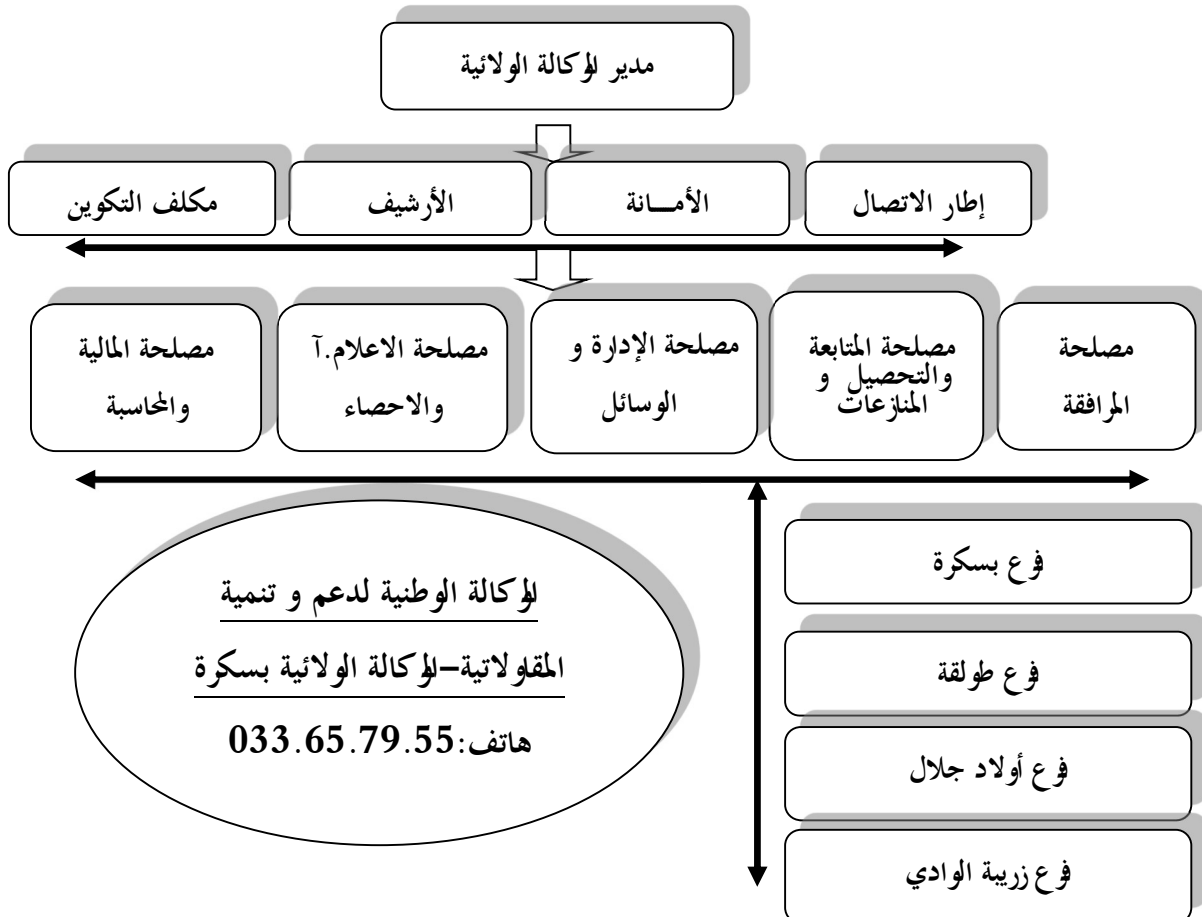 مدير الوكالة الولائية
إطار الاتصال
الأمـــانة
الأرشيف
مكلف التكوين
مصلحة
المرافقة
مصلحة المتابعة
والتحصيل و
المنازعات
مصلحة الإدارة و
الوسائل
مصلحة الاعلام.آ
والاحصاء
مصلحة المالية
والمحاسبة
الوكالة الوطنية لدعم و تنمية
المقاولاتية–الوكالة الولائية بسكرة
هاتف:033.65.79.55
فرع بسكرة
فرع طولقة
فرع أولاد جلال
فرع زريبة الوادي